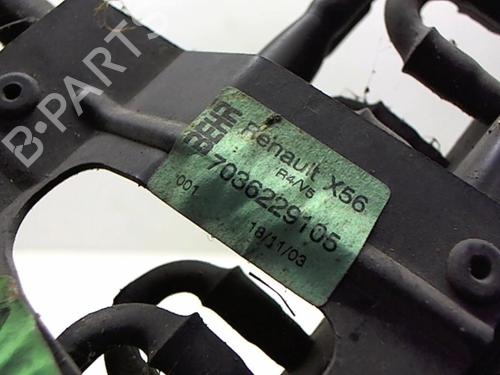 B-PARTS
BEHR
Renault X56
R4/V5
7036229105
001
18/11/03